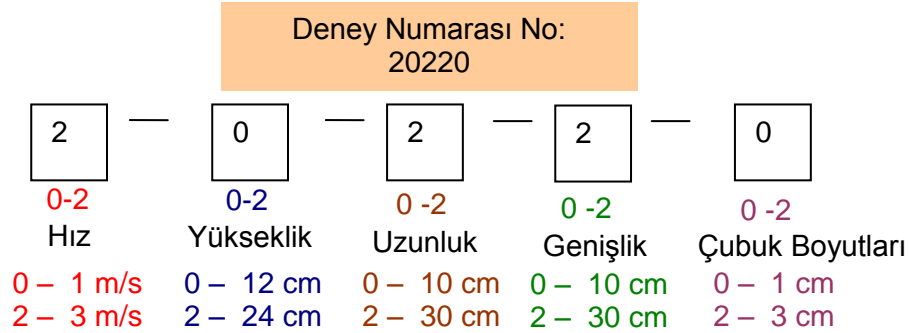 Deney Numarası No:
20220
2 — 0 — 2 — 2 — 0
0-2 0-2 0 -2 0 -2 0 -2
Hız Yükseklik Uzunluk Genişlik Çubuk Boyutları
0 – 1 m/s 0 – 12 cm 0 – 10 cm 0 – 10 cm 0 – 1 cm
2 – 3 m/s 2 – 24 cm 2 – 30 cm 2 – 30 cm 2 – 3 cm